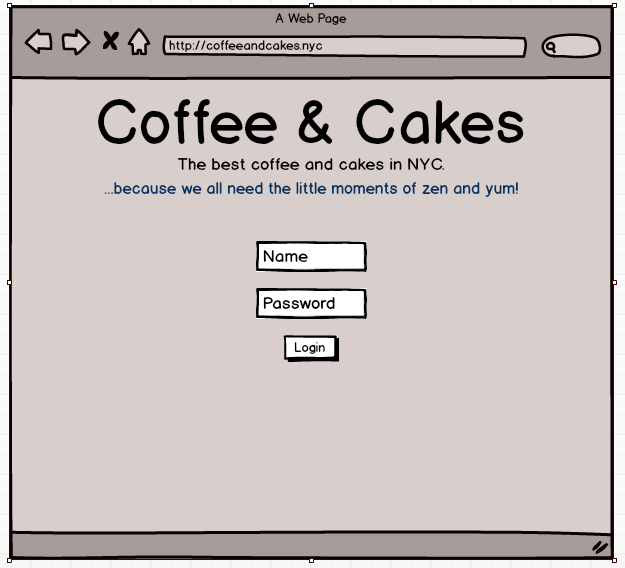 A Web Page
http://coffeeandcakes.nyc
Coffee & Cakes
The best coffee and cakes in NYC.
...because we all need the little moments of zen and yum!
Name
Password
Login